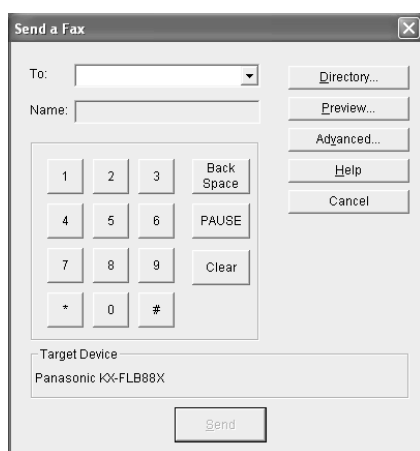 Send a Fax
To:
Directory...
Name:
Preview...
Advanced...
Help
Cancel
1 2 3 Back Space
4 5 6 PAUSE
7 8 9 Clear
* 0 #
Target Device
Panasonic KX-FLB88X
Send